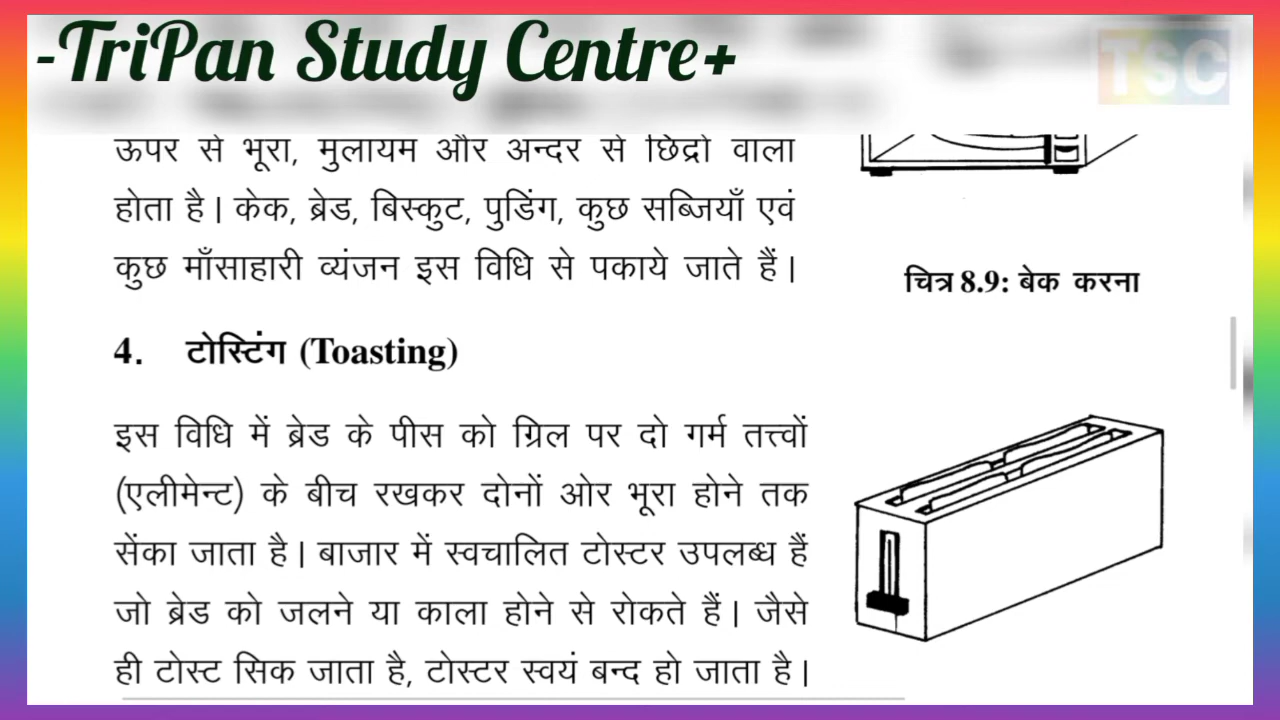 -TriPan Study Centre+
TSC
ऊपर से भूरा, मुलायम और अन्दर से छिद्रों वाला
होता है। केक, ब्रेड, बिस्कुट, पुडिंग, कुछ सब्जियाँ एवं
कुछ माँसाहारी व्यंजन इस विधि से पकाये जाते हैं।
चित्र 8.9: बेक करना
4. टोस्टिंग (Toasting)
इस विधि में ब्रेड के पीस को ग्रिल पर दो गर्म तत्त्वों
(एलीमेन्ट) के बीच रखकर दोनों ओर भूरा होने तक
सेंका जाता है। बाजार में स्वचालित टोस्टर उपलब्ध हैं
जो ब्रेड को जलने या काला होने से रोकते हैं। जैसे
ही टोस्ट सिक जाता है, टोस्टर स्वयं बन्द हो जाता है।